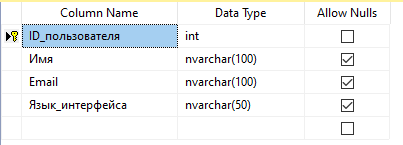 Column Name Data Type Allow Nulls
ID_пользователя int
Имя nvarchar(100)
Email nvarchar(100)
Язык_интерфейса nvarchar(50)